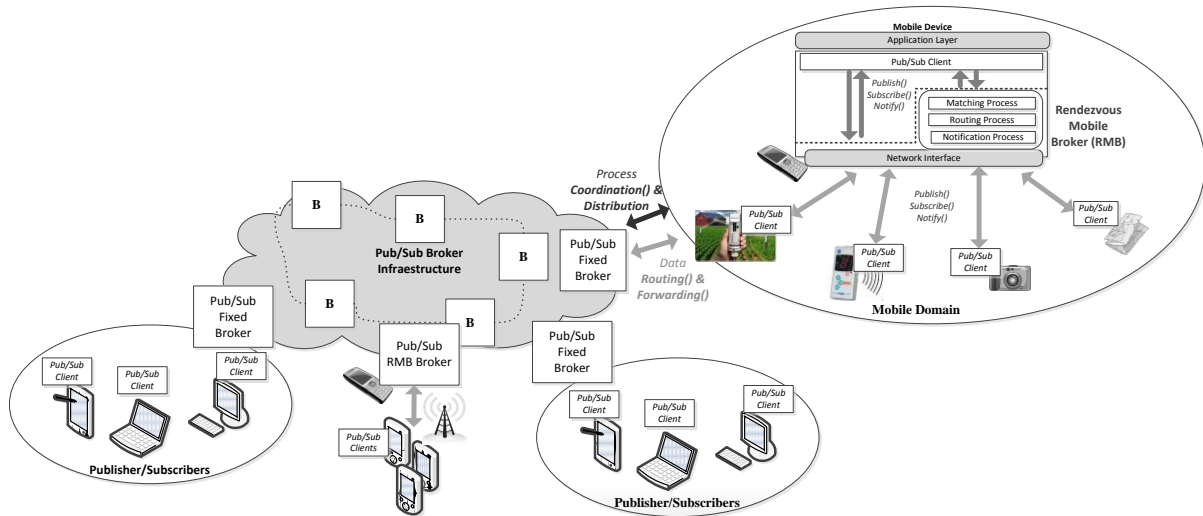 Mobile Device
Application Layer
Pub/Sub Client
Publish()
Subscribe()
Notify()
Matching Process
Routing Process
Notification Process
Rendezvous
Mobile
Broker (RMB)
Network Interface
Process
Coordination() &
Distribution
Publish()
Subscribe()
Notify()
Pub/Sub
Client
Pub/Sub
Client
Pub/Sub
Client
Pub/Sub
Client
Mobile Domain
Data
Routing() &
Forwarding()
B
B
B
B
B
B
Pub/Sub Broker
Infraestructure
Pub/Sub
Fixed
Broker
Pub/Sub
Fixed
Broker
Pub/Sub
RMB Broker
Pub/Sub
Fixed
Broker
Pub/Sub
Client
Pub/Sub
Client
Pub/Sub
Client
Publisher/Subscribers
Pub/Sub
Clients
Pub/Sub
Client
Pub/Sub
Client
Pub/Sub
Client
Publisher/Subscribers